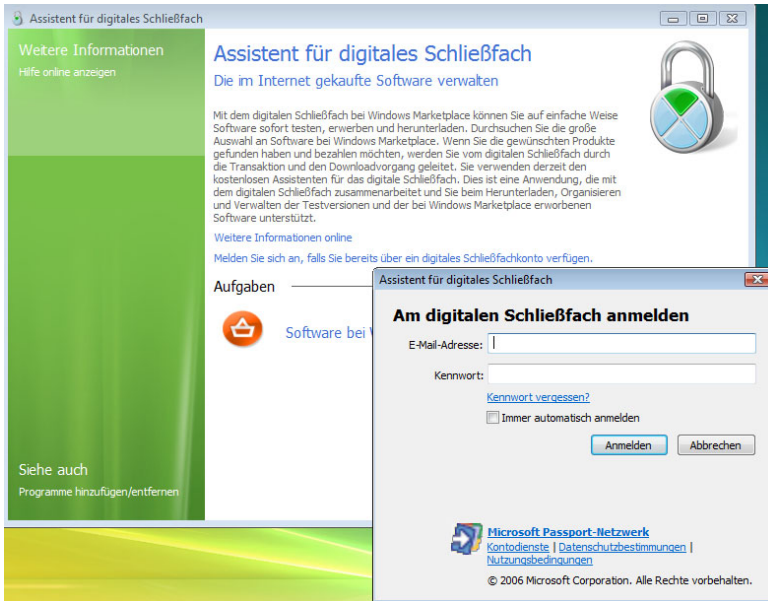 Assistent für digitales Schließfach
Weitere Informationen
Hilfe online anzeigen
Assistent für digitales Schließfach
Die im Internet gekaufte Software verwalten
Mit dem digitalen Schließfach bei Windows Marketplace können Sie auf einfache Weise
Software sofort testen, erwerben und herunterladen. Durchsuchen Sie die große
Auswahl an Software bei Windows Marketplace. Wenn Sie die gewünschten Produkte
gefunden haben und bezahlen möchten, werden Sie vom digitalen Schließfach durch
die Transaktion und den Downloadvorgang geleitet. Sie verwenden derzeit den
kostenlosen Assistenten für das digitale Schließfach. Dies ist eine Anwendung, die mit
dem digitalen Schließfach zusammenarbeitet und Sie beim Herunterladen, Organisieren
und Verwalten der Testversionen und der bei Windows Marketplace erworbenen
Software unterstützt.
Weitere Informationen online
Melden Sie sich an, falls Sie bereits über ein digitales Schließfachkonto verfügen.
Aufgaben
Software bei
Siehe auch
Programme hinzufügen/entfernen
Assistent für digitales Schließfach
Am digitalen Schließfach anmelden
E-Mail-Adresse:
Kennwort:
Kennwort vergessen?
Immer automatisch anmelden
Anmelden Abbrechen
Microsoft Passport-Netzwerk
Kontodienste | Datenschutzbestimmungen |
Nutzungsbedingungen
© 2006 Microsoft Corporation. Alle Rechte vorbehalten.